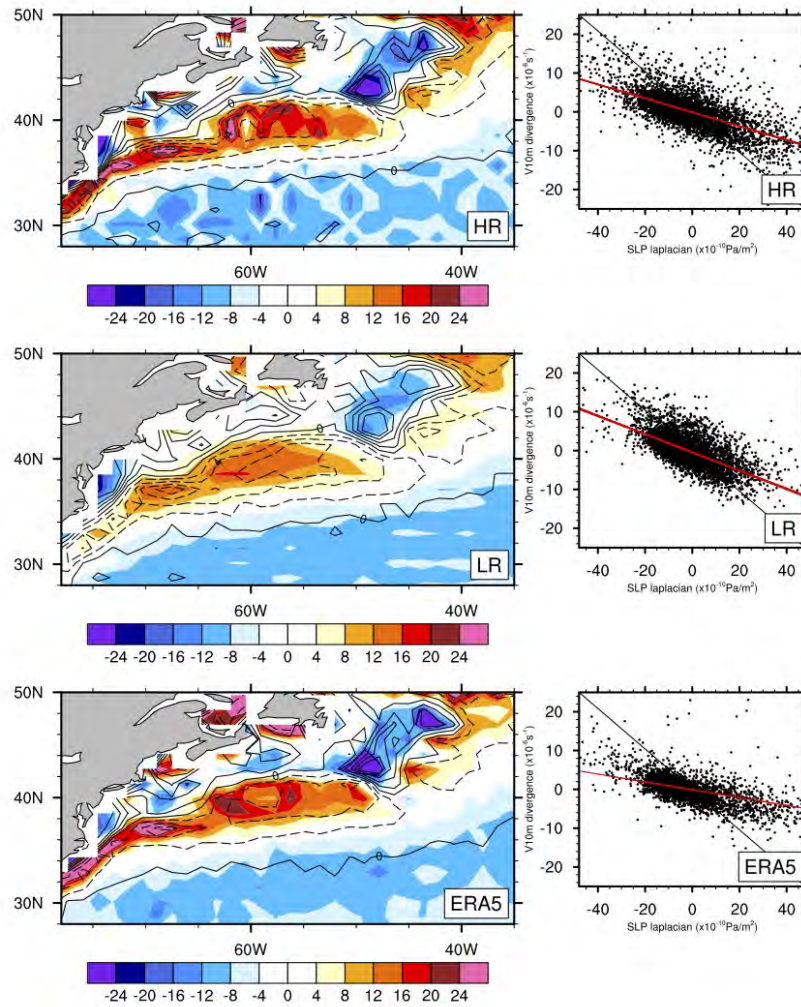 50N
40N
30N
0
0
HR
60W
40W
-24 -20 -16 -12 -8 -4 0 4 8 12 16 20 24
V10m divergence (x10⁻⁶s⁻¹)
20
10
0
-10
-20
HR
-40 -20 0 20 40
SLP laplacian (x10⁻¹⁰Pa/m²)
50N
40N
30N
0
0
LR
60W
40W
-24 -20 -16 -12 -8 -4 0 4 8 12 16 20 24
V10m divergence (x10⁻⁶s⁻¹)
20
10
0
-10
-20
LR
-40 -20 0 20 40
SLP laplacian (x10⁻¹⁰Pa/m²)
50N
40N
30N
0
0
ERA5
60W
40W
-24 -20 -16 -12 -8 -4 0 4 8 12 16 20 24
V10m divergence (x10⁻⁶s⁻¹)
20
10
0
-10
-20
ERA5
-40 -20 0 20 40
SLP laplacian (x10⁻¹⁰Pa/m²)